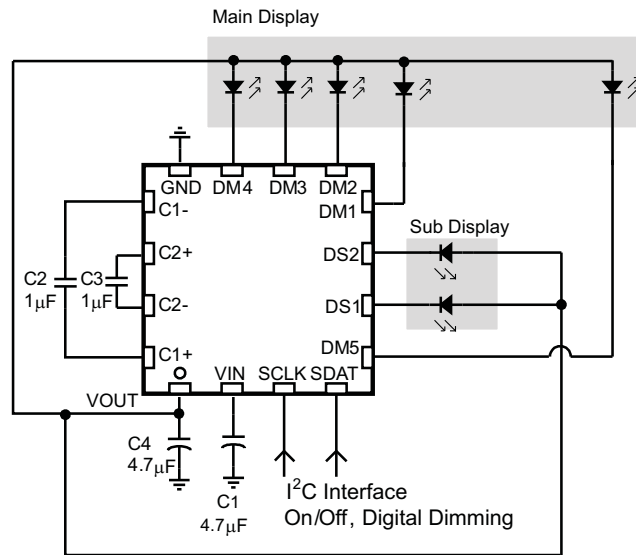 Main Display
GND DM4 DM3 DM2
DM1
C1-
Sub Display
C2+
DS2
C2 C3
1µF 1µF
C2-
DS1
DM5
C1+
VIN SCLK SDAT
VOUT
C4
4.7µF
C1
4.7µF
I²C Interface
On/Off, Digital Dimming